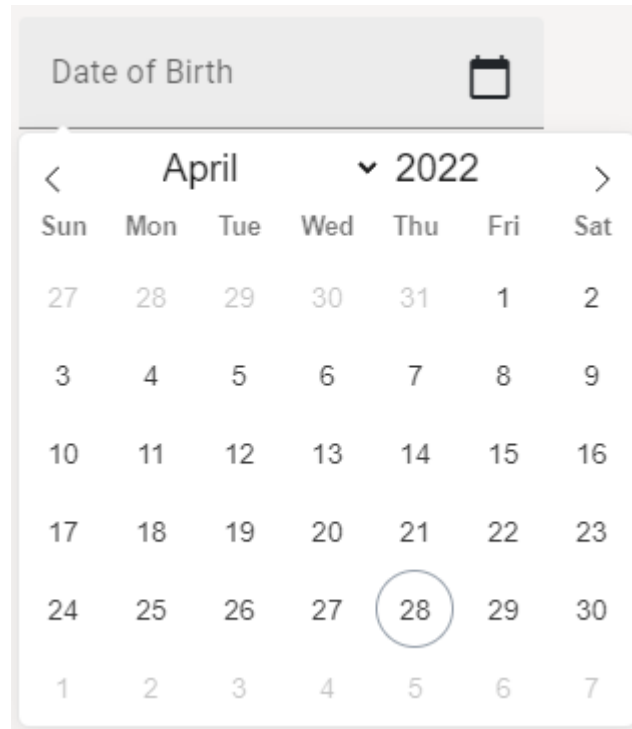 Date of Birth
April 2022
Sun Mon Tue Wed Thu Fri Sat
27 28 29 30 31 1 2
3 4 5 6 7 8 9
10 11 12 13 14 15 16
17 18 19 20 21 22 23
24 25 26 27 28 29 30
1 2 3 4 5 6 7